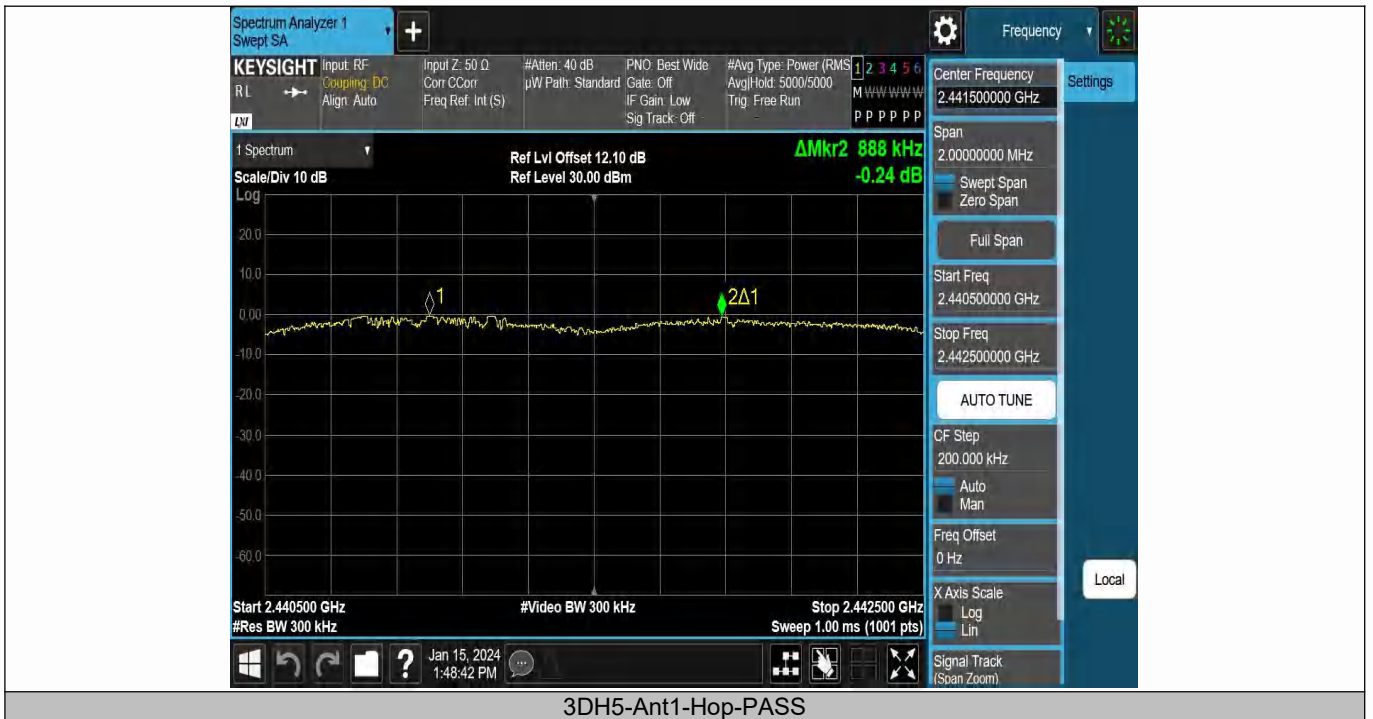 Spectrum Analyzer 1
Swept SA
+
Frequency
KEYSIGHT
R L
LXI
Input: RF
Coupling: DC
Align: Auto
Input Z: 50 Ω
Corr CCorr
Freq Ref: Int (S)
#Atten: 40 dB
µW Path: Standard
PNO: Best Wide
Gate: Off
IF Gain: Low
Sig Track: Off
#Avg Type: Power (RMS
Avg|Hold: 5000/5000
Trig: Free Run
1 2 3 4 5 6
M W W W W W
P P P P P P
1 Spectrum
Scale/Div 10 dB
Log
Ref Lvl Offset 12.10 dB
Ref Level 30.00 dBm
ΔMkr2 888 kHz
-0.24 dB
20.0
10.0
0.00
-10.0
-20.0
-30.0
-40.0
-50.0
-60.0
1
2Δ1
Start 2.440500 GHz
#Res BW 300 kHz
#Video BW 300 kHz
Stop 2.442500 GHz
Sweep 1.00 ms (1001 pts)
Center Frequency
2.441500000 GHz
Settings
Span
2.00000000 MHz
Swept Span
Zero Span
Full Span
Start Freq
2.440500000 GHz
Stop Freq
2.442500000 GHz
AUTO TUNE
CF Step
200.000 kHz
Auto
Man
Freq Offset
0 Hz
X Axis Scale
Log
Lin
Local
Signal Track
(Span Zoom)
?
Jan 15, 2024
1:48:42 PM
3DH5-Ant1-Hop-PASS